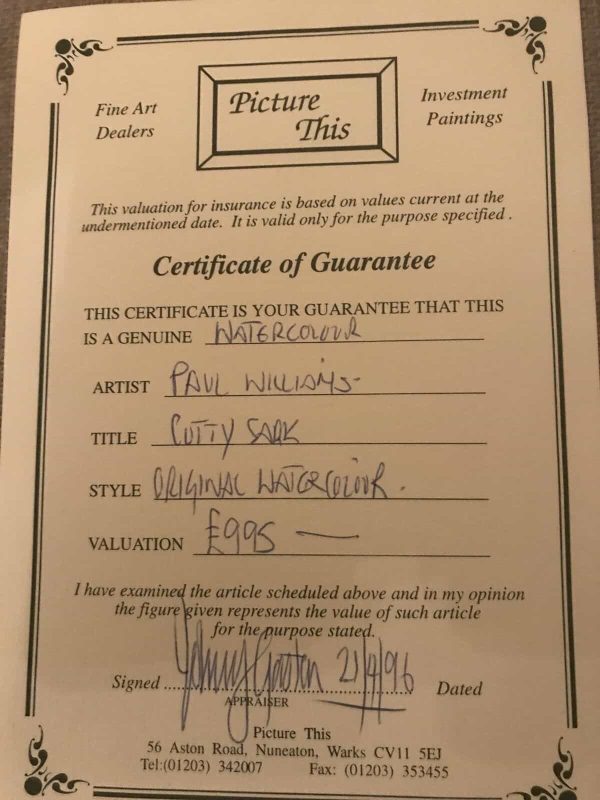 Fine Art
Dealers
Picture
This
Investment
Paintings
This valuation for insurance is based on values current at the
undermentioned date. It is valid only for the purpose specified.
Certificate of Guarantee
THIS CERTIFICATE IS YOUR GUARANTEE THAT THIS
IS A GENUINE WATERCOLOUR
ARTIST PAUL WILLIAMS
TITLE CUTTY SARK
STYLE ORIGINAL WATERCOLOUR.
VALUATION £995 —
I have examined the article scheduled above and in my opinion
the figure given represents the value of such article
for the purpose stated.
Signed 21/4/96 Dated
APPRAISER
Picture This
56 Aston Road, Nuneaton, Warks CV11 5EJ
Tel:(01203) 342007 Fax: (01203) 353455